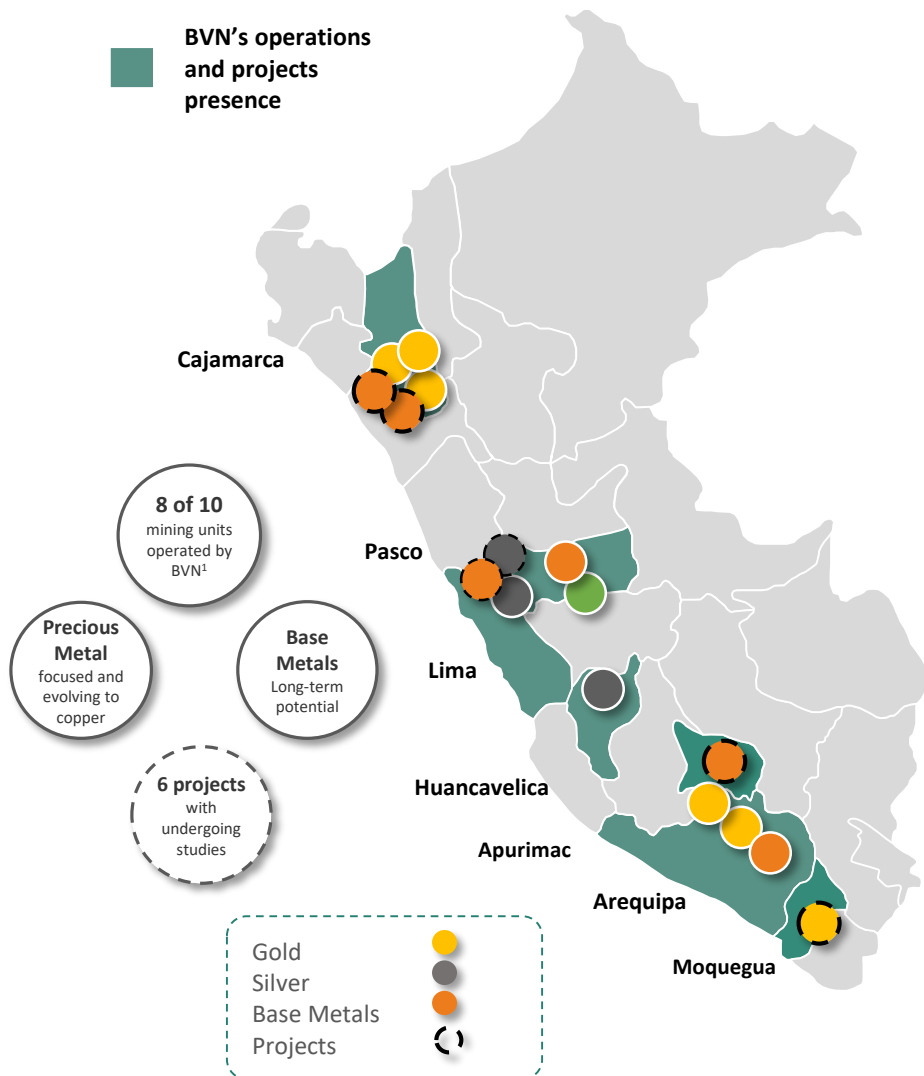 BVN's operations
and projects
presence
Cajamarca
8 of 10
mining units
operated by
BVN¹
Pasco
Precious
Metal
focused and
evolving to
copper
Base
Metals
Long-term
potential
Lima
6 projects
with
undergoing
studies
Huancavelica
Apurimac
Arequipa
Moquegua
Gold
Silver
Base Metals
Projects